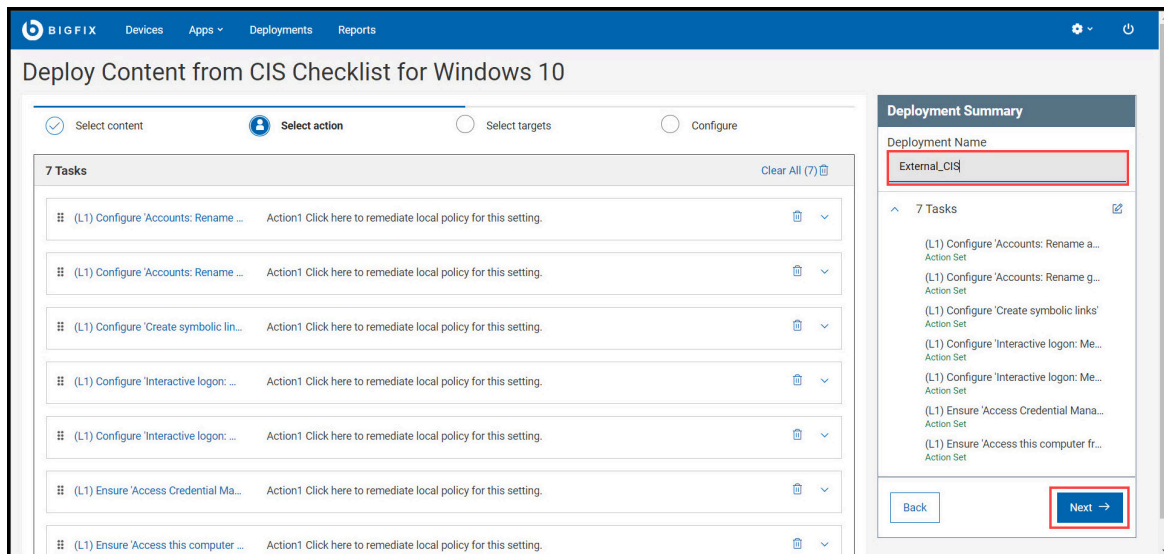 BIGFIX Devices Apps Deployments Reports
Deploy Content from CIS Checklist for Windows 10
Select content Select action Select targets Configure
7 Tasks Clear All (7)
(L1) Configure 'Accounts: Rename ... Action1 Click here to remediate local policy for this setting.
(L1) Configure 'Accounts: Rename ... Action1 Click here to remediate local policy for this setting.
(L1) Configure 'Create symbolic lin... Action1 Click here to remediate local policy for this setting.
(L1) Configure 'Interactive logon: ... Action1 Click here to remediate local policy for this setting.
(L1) Configure 'Interactive logon: ... Action1 Click here to remediate local policy for this setting.
(L1) Ensure 'Access Credential Ma... Action1 Click here to remediate local policy for this setting.
(L1) Ensure 'Access this computer ... Action1 Click here to remediate local policy for this setting.
Deployment Summary
Deployment Name
External_CIS
7 Tasks
(L1) Configure 'Accounts: Rename a...
Action Set
(L1) Configure 'Accounts: Rename g...
Action Set
(L1) Configure 'Create symbolic links'
Action Set
(L1) Configure 'Interactive logon: Me...
Action Set
(L1) Configure 'Interactive logon: Me...
Action Set
(L1) Ensure 'Access Credential Mana...
Action Set
(L1) Ensure 'Access this computer fr...
Action Set
Back Next →